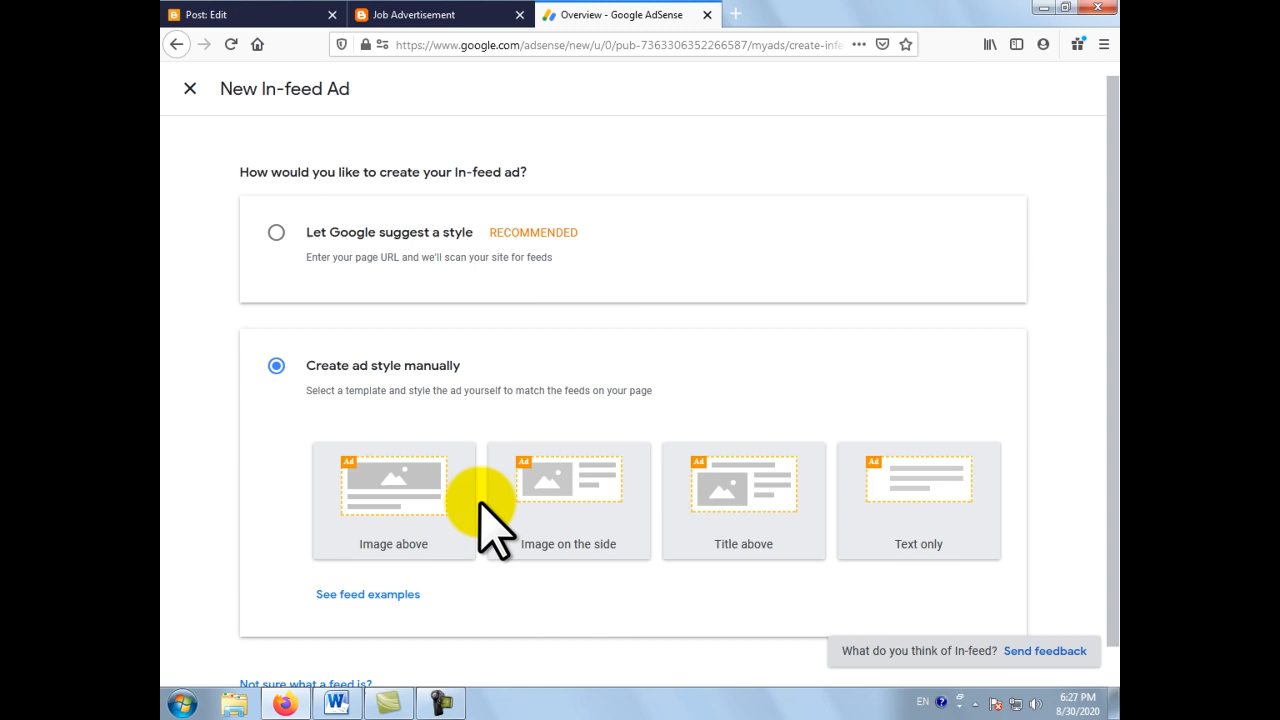 Post: Edit
Job Advertisement
Overview - Google AdSense
https://www.google.com/adsense/new/u/0/pub-7363306352266587/myads/create-infe
New In-feed Ad
How would you like to create your In-feed ad?
Let Google suggest a style RECOMMENDED
Enter your page URL and we'll scan your site for feeds
Create ad style manually
Select a template and style the ad yourself to match the feeds on your page
Ad
Ad
Ad
Ad
Image above
Image on the side
Title above
Text only
See feed examples
What do you think of In-feed? Send feedback
Not sure what a feed is?
EN
6:27 PM
8/30/2020